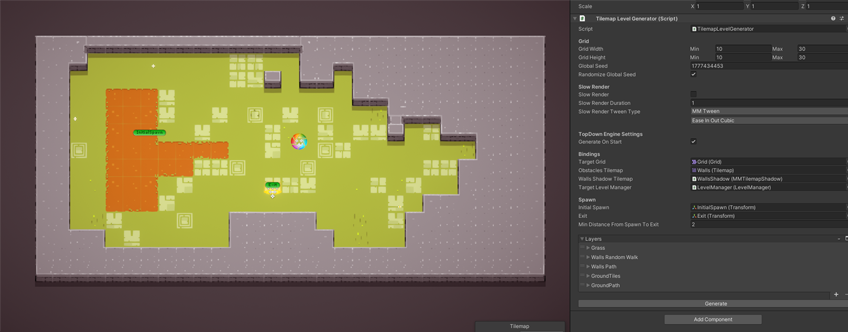 Scale X 1 Y 1 Z 1
Tilemap Level Generator (Script)
Script TilemapLevelGenerator
Grid
Grid Width Min 10 Max 30
Grid Height Min 10 Max 30
Global Seed 1777434453
Randomize Global Seed
Slow Render
Slow Render
Slow Render Duration 1
Slow Render Tween Type MM Tween
Ease In Out Cubic
TopDown Engine Settings
Generate On Start
Bindings
Target Grid Grid (Grid)
Obstacles Tilemap Walls (Tilemap)
Walls Shadow Tilemap WallsShadow (MMTilemapShadow)
Target Level Manager LevelManager (LevelManager)
Spawn
Initial Spawn InitialSpawn (Transform)
Exit Exit (Transform)
Min Distance From Spawn To Exit 2
Layers
Grass
Walls Random Walk
Walls Path
GroundTiles
GroundPath
Generate
Add Component
InitialSpawn
Exit
Tilemap